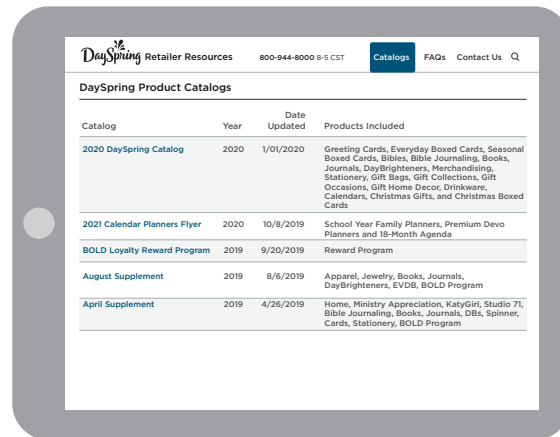 DaySpring Retailer Resources 800-944-8000 8-5 CST Catalogs FAQs Contact Us
DaySpring Product Catalogs
Date
Catalog Year Updated Products Included
2020 DaySpring Catalog 2020 1/01/2020 Greeting Cards, Everyday Boxed Cards, Seasonal
Boxed Cards, Bibles, Bible Journaling, Books,
Journals, DayBrighteners, Merchandising,
Stationery, Gift Bags, Gift Collections, Gift
Occasions, Gift Home Decor, Drinkware,
Calendars, Christmas Gifts, and Christmas Boxed
Cards
2021 Calendar Planners Flyer 2020 10/8/2019 School Year Family Planners, Premium Devo
Planners and 18-Month Agenda
BOLD Loyalty Reward Program 2019 9/20/2019 Reward Program
August Supplement 2019 8/6/2019 Apparel, Jewelry, Books, Journals,
DayBrighteners, EVDB, BOLD Program
April Supplement 2019 4/26/2019 Home, Ministry Appreciation, KatyGirl, Studio 71,
Bible Journaling, Books, Journals, DBs, Spinner,
Cards, Stationery, BOLD Program